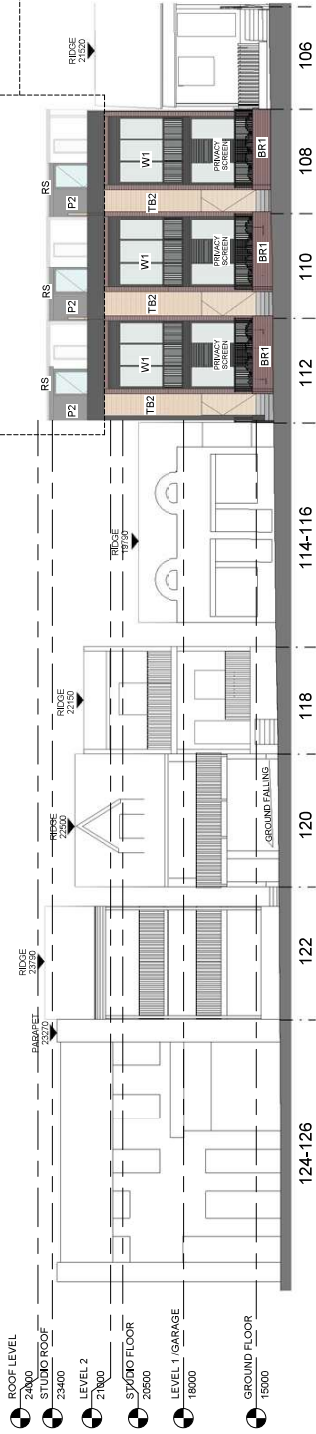 ROOF LEVEL
24000
STUDIO ROOF
23400
LEVEL 2
21000
STUDIO FLOOR
20500
LEVEL 1 /GARAGE
18000
GROUND FLOOR
15000
PARAPET
23270
RIDGE
23790
RIDGE
22500
RIDGE
22150
RIDGE
19790
RIDGE
21520
RS
RS
RS
P2
P2
P2
TB2
W1
TB2
W1
TB2
W1
PRIVACY
SCREEN
PRIVACY
SCREEN
PRIVACY
SCREEN
BR1
BR1
BR1
GROUND FALLING
124-126
122
120
118
114-116
112
110
108
106